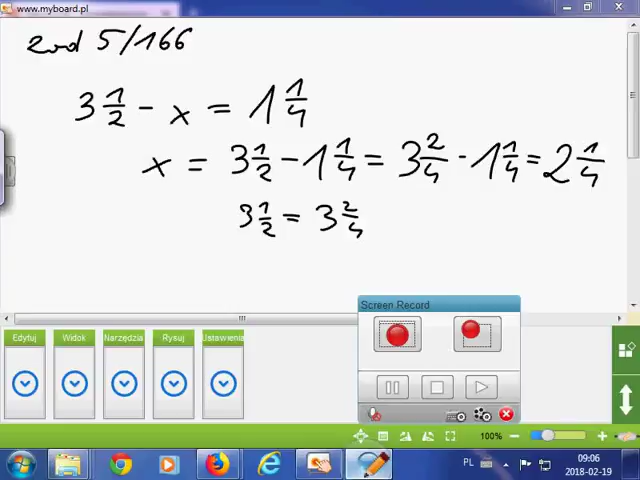 www.myboard.pl
zad 5/166
3 1/2 - x = 1 1/4
x = 3 1/2 - 1 1/4 = 3 2/4 - 1 1/4 = 2 1/4
3 1/2 = 3 2/4
Screen Record
Edytuj Widok Narzędzia Rysuj Ustawienia
100%
PL 09:06
2018-02-19